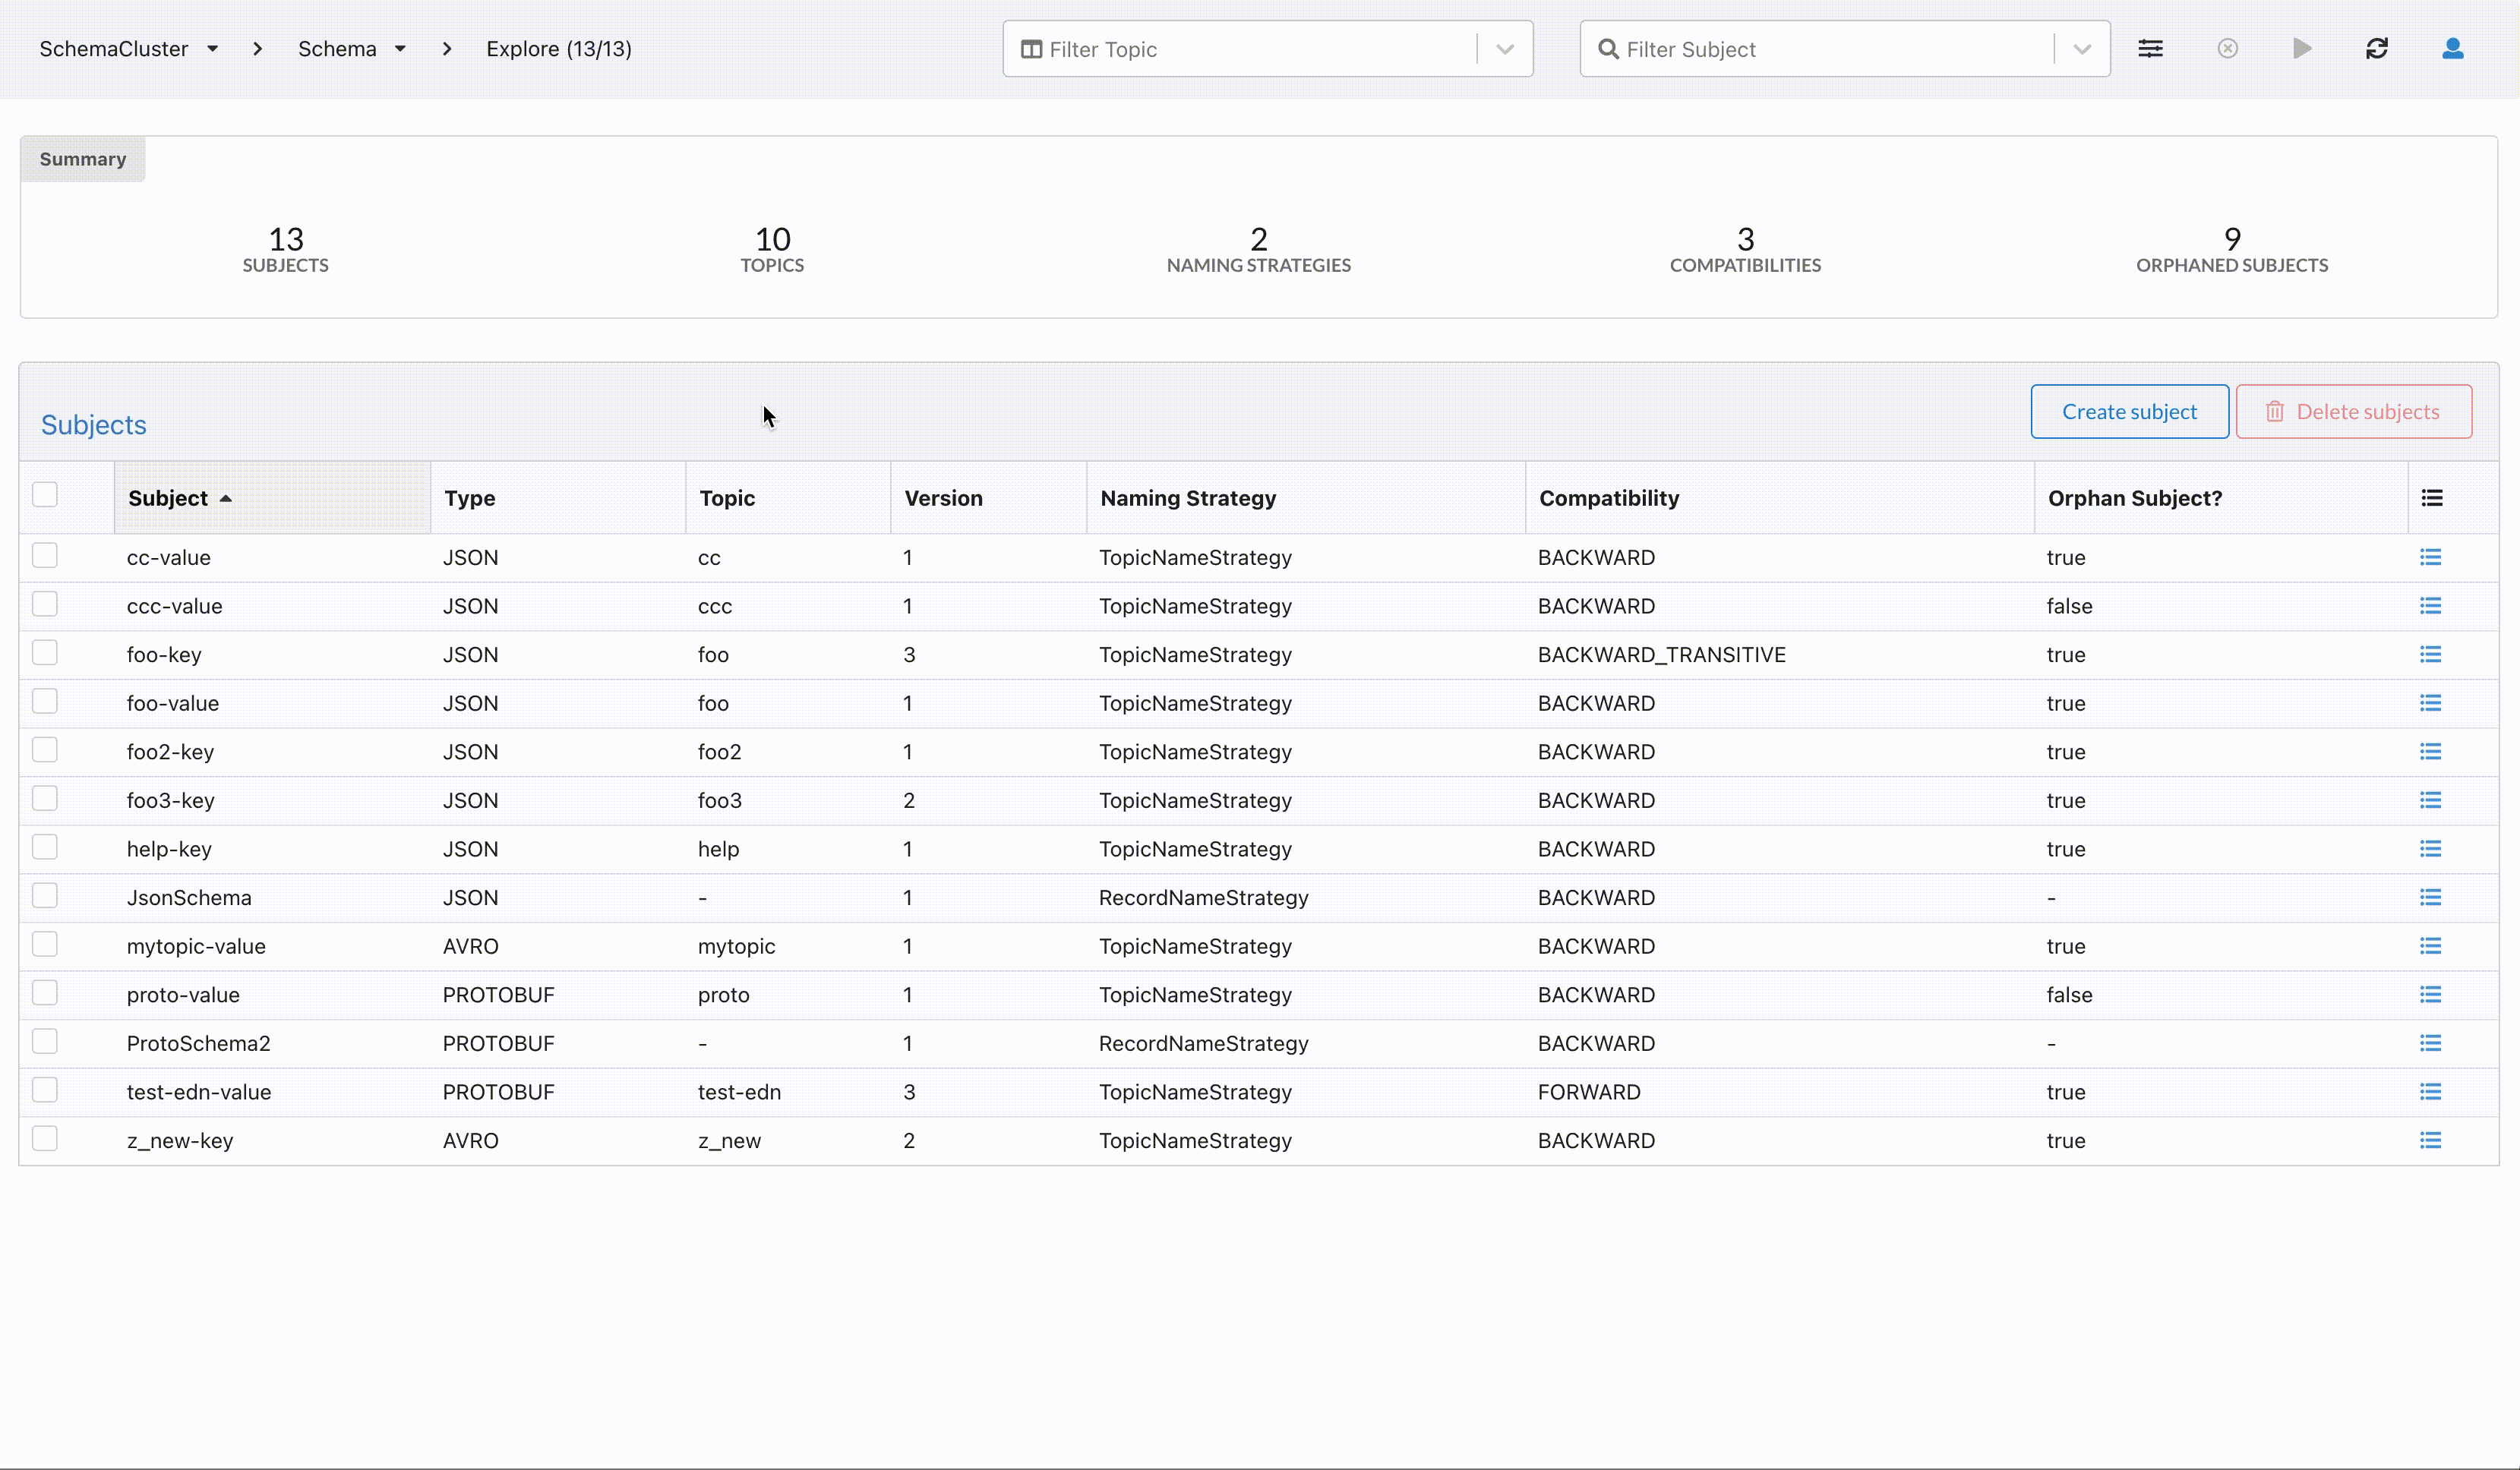 SchemaCluster Schema Explore (13/13) Filter Topic Filter Subject
Summary
13 10 2 3 9
SUBJECTS TOPICS NAMING STRATEGIES COMPATIBILITIES ORPHANED SUBJECTS
Subjects Create subject Delete subjects
Subject Type Topic Version Naming Strategy Compatibility Orphan Subject?
cc-value JSON cc 1 TopicNameStrategy BACKWARD true
ccc-value JSON ccc 1 TopicNameStrategy BACKWARD false
foo-key JSON foo 3 TopicNameStrategy BACKWARD_TRANSITIVE true
foo-value JSON foo 1 TopicNameStrategy BACKWARD true
foo2-key JSON foo2 1 TopicNameStrategy BACKWARD true
foo3-key JSON foo3 2 TopicNameStrategy BACKWARD true
help-key JSON help 1 TopicNameStrategy BACKWARD true
JsonSchema JSON - 1 RecordNameStrategy BACKWARD -
mytopic-value AVRO mytopic 1 TopicNameStrategy BACKWARD true
proto-value PROTOBUF proto 1 TopicNameStrategy BACKWARD false
ProtoSchema2 PROTOBUF - 1 RecordNameStrategy BACKWARD -
test-edn-value PROTOBUF test-edn 3 TopicNameStrategy FORWARD true
z_new-key AVRO z_new 2 TopicNameStrategy BACKWARD true